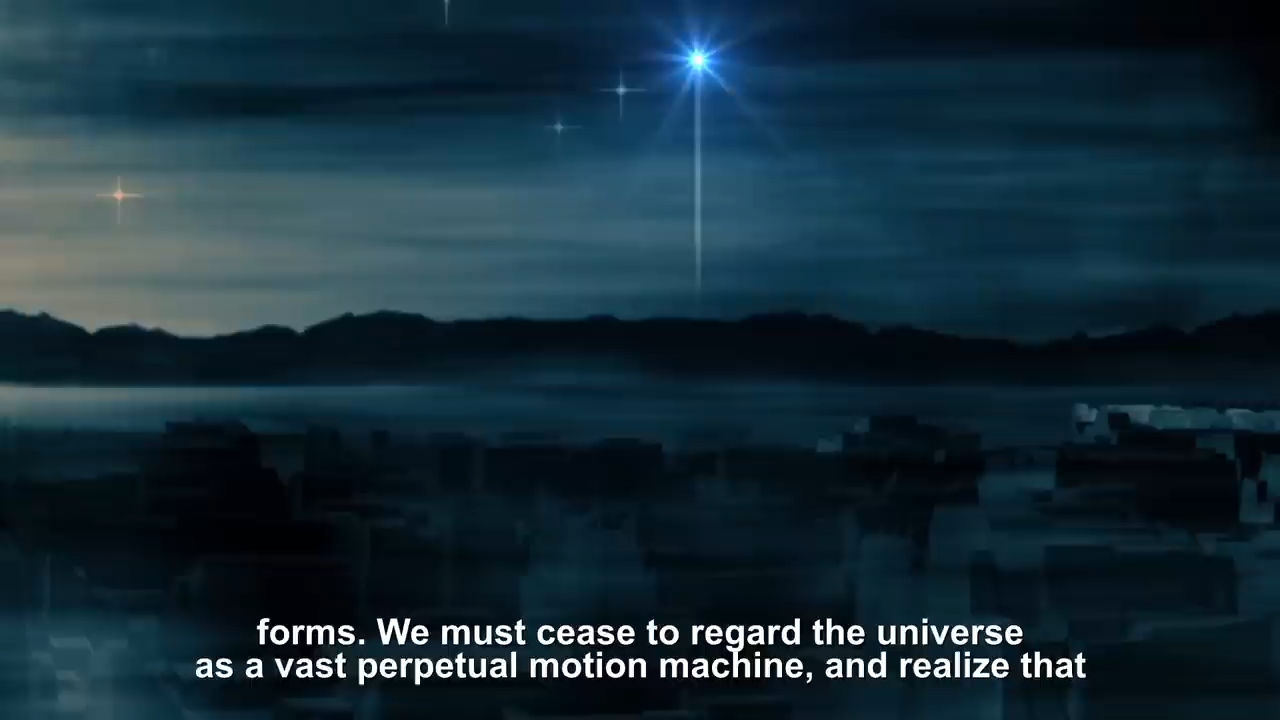 forms. We must cease to regard the universe
as a vast perpetual motion machine, and realize that